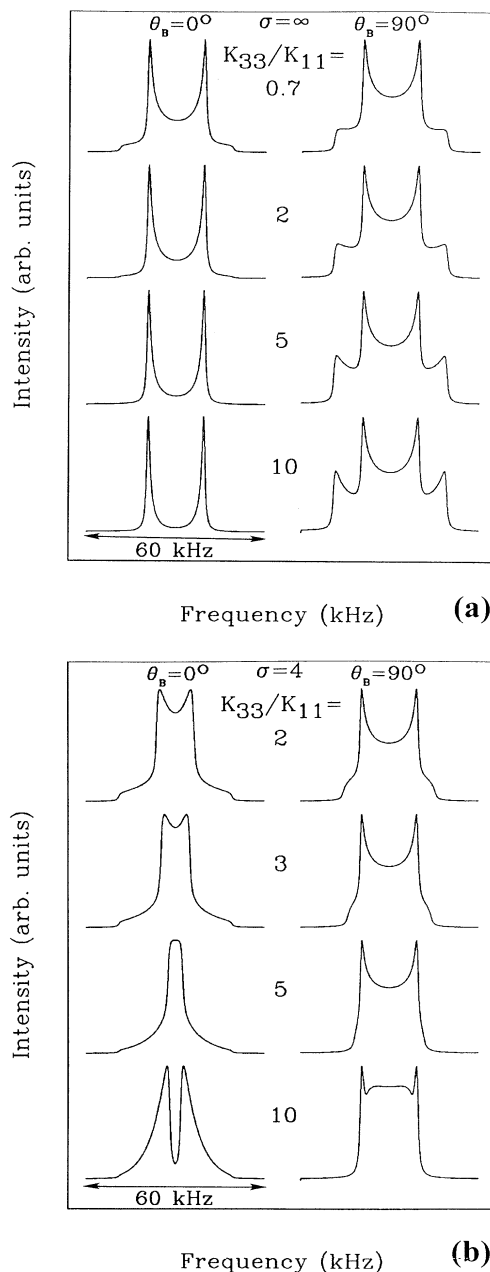 θB=0° σ=∞ θB=90°
K33/K11=
0.7
2
5
10
60 kHz
Intensity (arb. units)
Frequency (kHz)
(a)
θB=0° σ=4 θB=90°
K33/K11=
2
3
5
10
60 kHz
Intensity (arb. units)
Frequency (kHz)
(b)